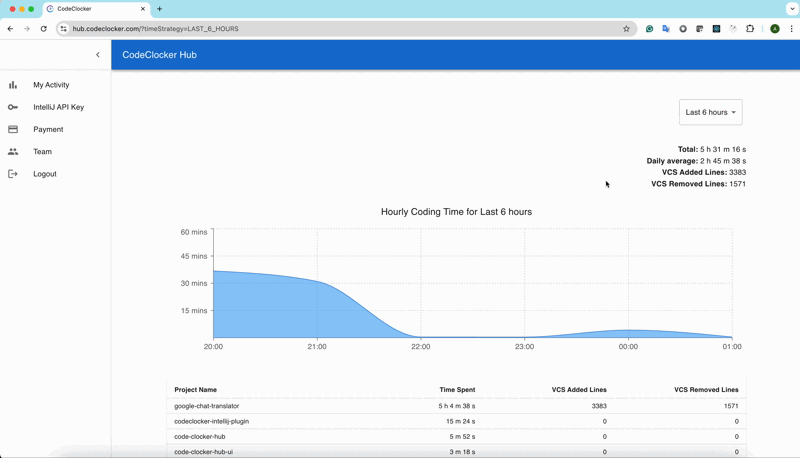 CodeClocker
hub.codeclocker.com/?timeStrategy=LAST_6_HOURS
A
CodeClocker Hub
My Activity
IntelliJ API Key
Payment
Team
Logout
Last 6 hours
Total: 5 h 31 m 16 s
Daily average: 2 h 45 m 38 s
VCS Added Lines: 3383
VCS Removed Lines: 1571
Hourly Coding Time for Last 6 hours
60 mins
45 mins
30 mins
15 mins
20:00 21:00 22:00 23:00 00:00 01:00
Project Name Time Spent VCS Added Lines VCS Removed Lines
google-chat-translator 5 h 4 m 38 s 3383 1571
codeclocker-intellij-plugin 15 m 24 s 0 0
code-clocker-hub 5 m 52 s 0 0
code-clocker-hub-ui 3 m 18 s 0 0